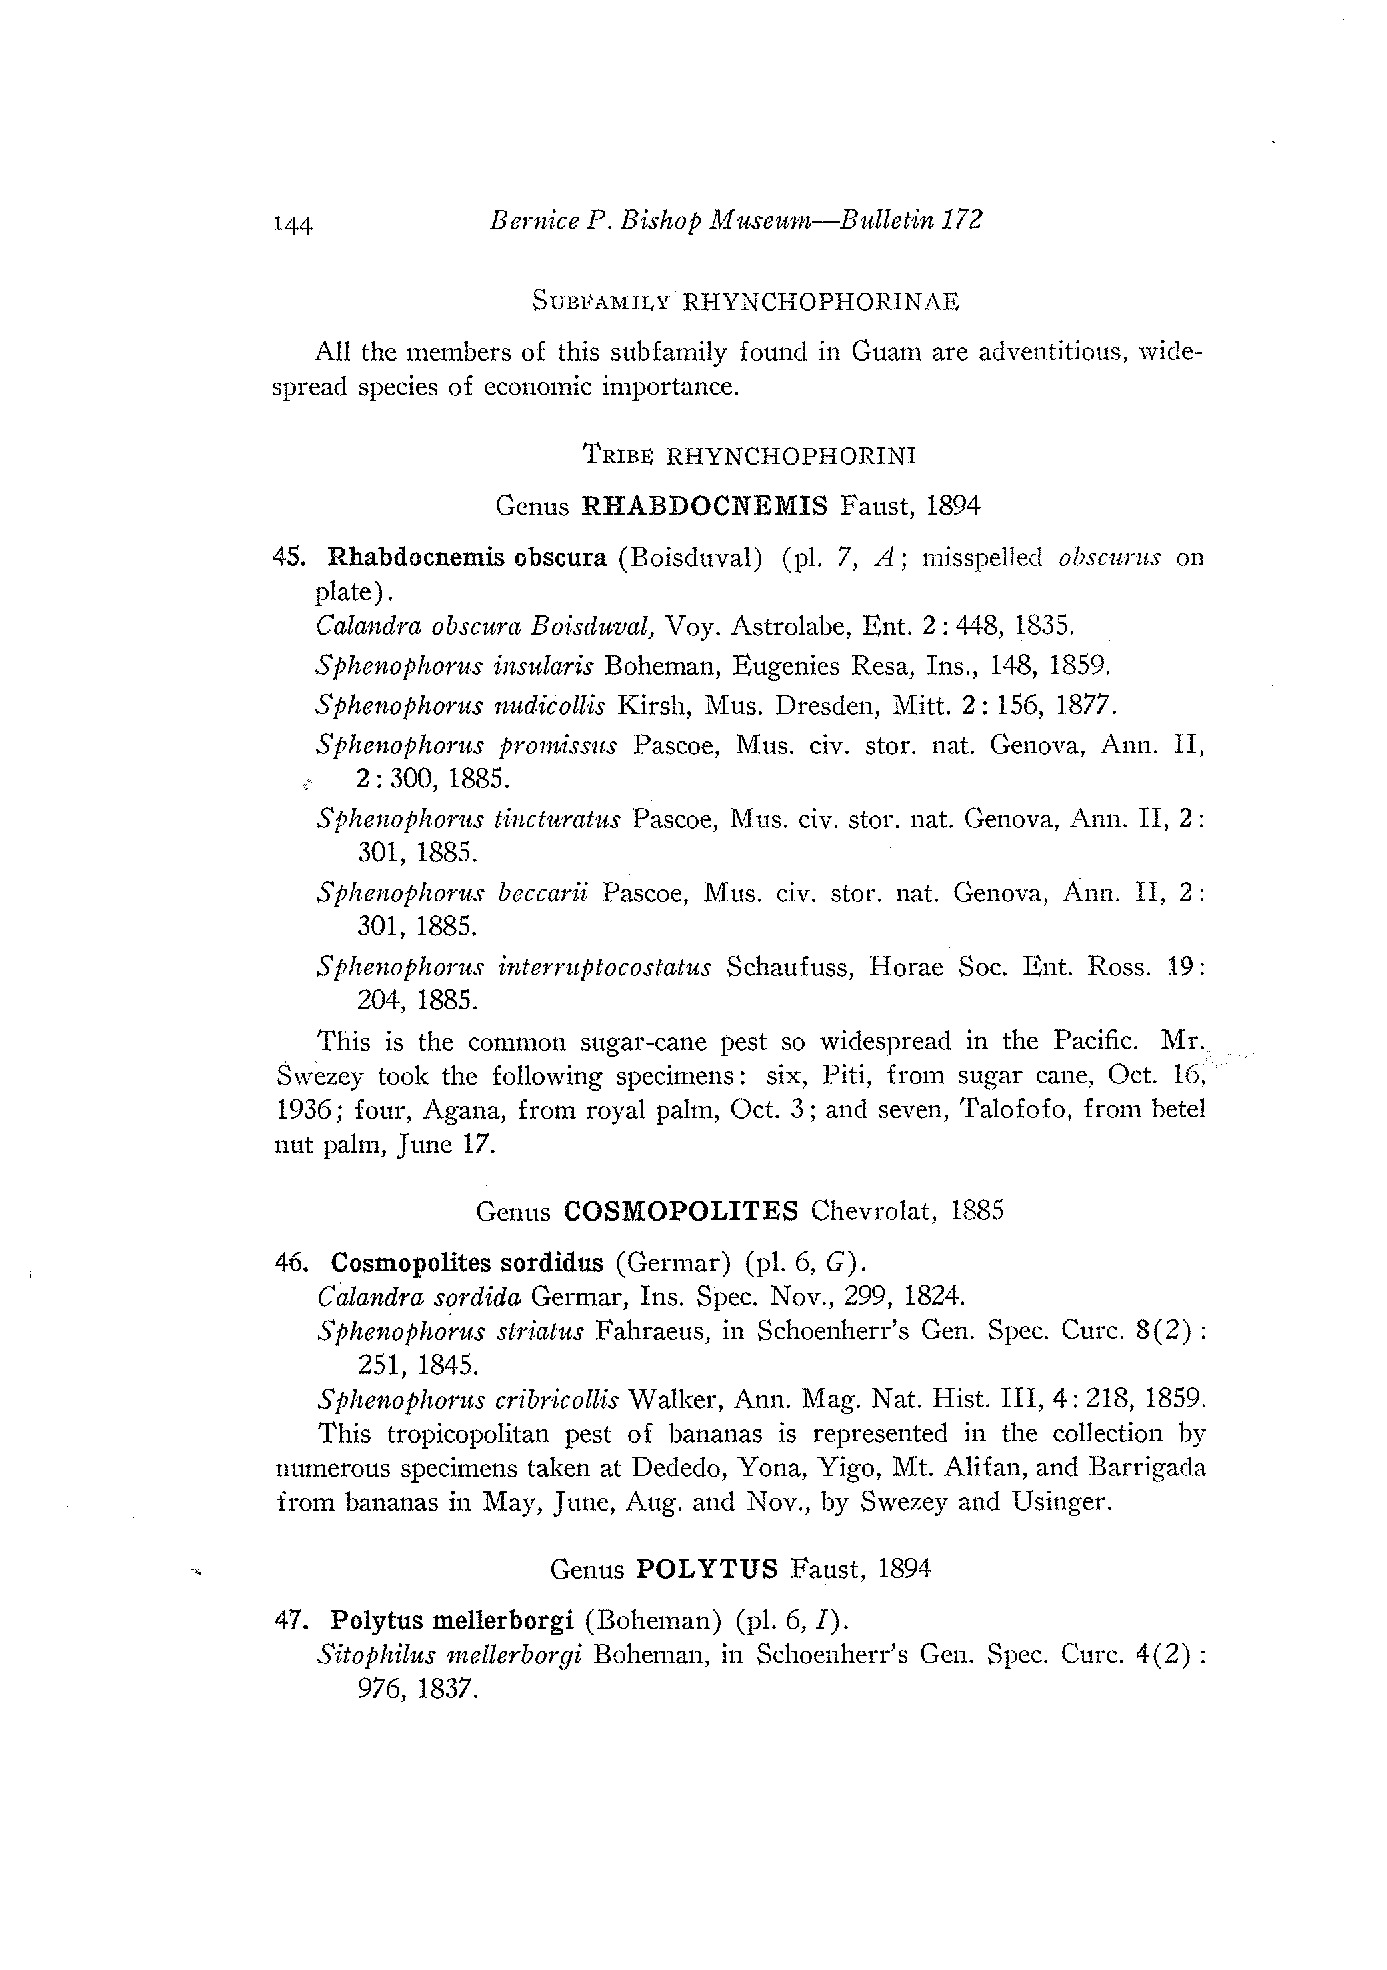 144 Bernice P. Bishop Museum—Bulletin 172
SUBFAMILY RHYNCHOPHORINAE
All the members of this subfamily found in Guam are adventitious, wide-
spread species of economic importance.
TRIBE RHYNCHOPHORINI
Genus RHABDOCNEMIS Faust, 1894
45. Rhabdocnemis obscura (Boisduval) (pl. 7, A; misspelled obscurus on
plate).
Calandra obscura Boisduval, Voy. Astrolabe, Ent. 2: 448, 1835.
Sphenophorus insularis Boheman, Eugenies Resa, Ins., 148, 1859.
Sphenophorus nudicollis Kirsh, Mus. Dresden, Mitt. 2: 156, 1877.
Sphenophorus promissus Pascoe, Mus. civ. stor. nat. Genova, Ann. II,
2: 300, 1885.
Sphenophorus tincturatus Pascoe, Mus. civ. stor. nat. Genova, Ann. II, 2:
301, 1885.
Sphenophorus beccarii Pascoe, Mus. civ. stor. nat. Genova, Ann. II, 2:
301, 1885.
Sphenophorus interruptocostatus Schaufuss, Horae Soc. Ent. Ross. 19:
204, 1885.
This is the common sugar-cane pest so widespread in the Pacific. Mr.
Swezey took the following specimens: six, Piti, from sugar cane, Oct. 16,
1936; four, Agana, from royal palm, Oct. 3; and seven, Talofofo, from betel
nut palm, June 17.
Genus COSMOPOLITES Chevrolat, 1885
46. Cosmopolites sordidus (Germar) (pl. 6, G).
Calandra sordida Germar, Ins. Spec. Nov., 299, 1824.
Sphenophorus striatus Fahraeus, in Schoenherr's Gen. Spec. Curc. 8(2):
251, 1845.
Sphenophorus cribricollis Walker, Ann. Mag. Nat. Hist. III, 4: 218, 1859.
This tropicopolitan pest of bananas is represented in the collection by
numerous specimens taken at Dededo, Yona, Yigo, Mt. Alifan, and Barrigada
from bananas in May, June, Aug. and Nov., by Swezey and Usinger.
Genus POLYTUS Faust, 1894
47. Polytus mellerborgi (Boheman) (pl. 6, I).
Sitophilus mellerborgi Boheman, in Schoenherr's Gen. Spec. Curc. 4(2):
976, 1837.